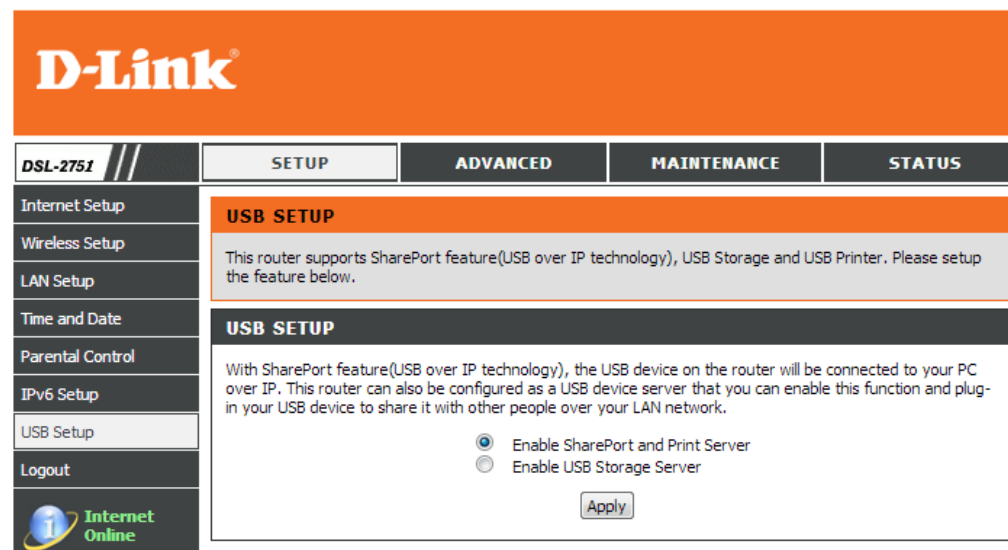 D-Link®
DSL-2751
SETUP
ADVANCED
MAINTENANCE
STATUS
Internet Setup
Wireless Setup
LAN Setup
Time and Date
Parental Control
IPv6 Setup
USB Setup
Logout
Internet
Online
USB SETUP
This router supports SharePort feature(USB over IP technology), USB Storage and USB Printer. Please setup
the feature below.
USB SETUP
With SharePort feature(USB over IP technology), the USB device on the router will be connected to your PC
over IP. This router can also be configured as a USB device server that you can enable this function and plug-
in your USB device to share it with other people over your LAN network.
Enable SharePort and Print Server
Enable USB Storage Server
Apply